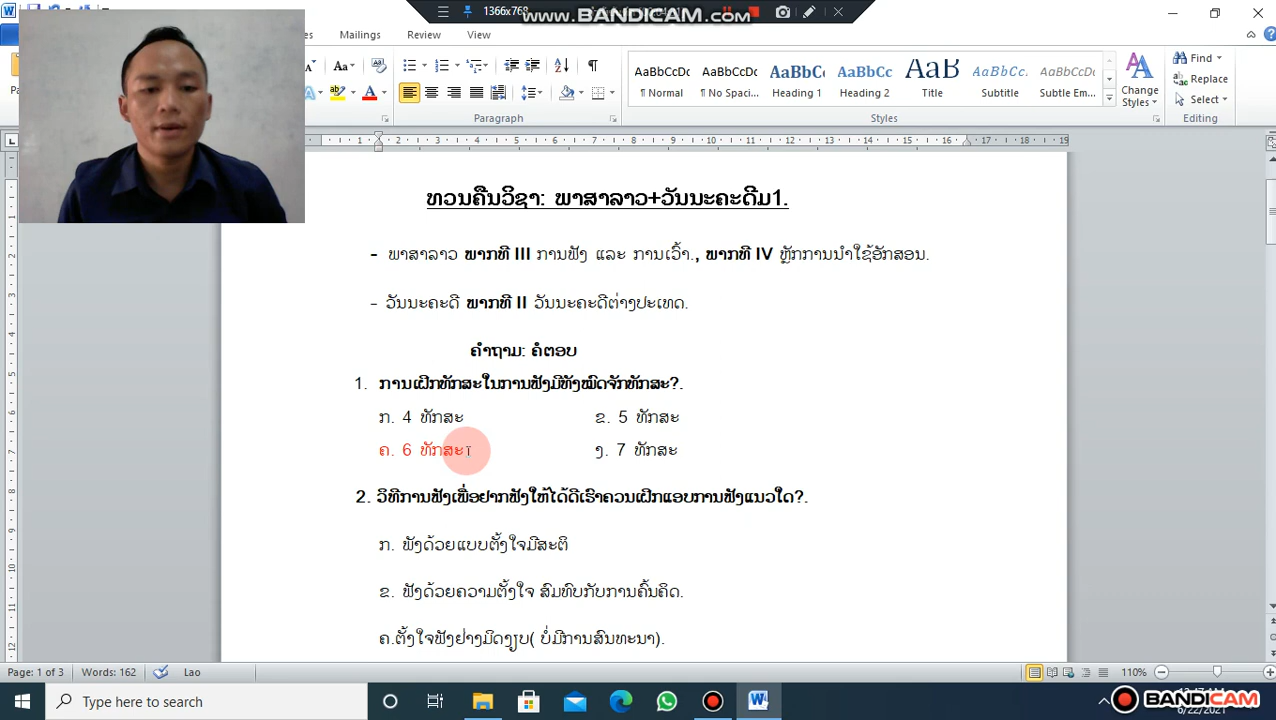 1366x768
www.BANDICAM.com
Mailings Review View
Aa
AaBbCcDc AaBbCcDc AaBbCc AaBbCc AaB AaBbCc. AaBbCcDc
¶ Normal ¶ No Spaci... Heading 1 Heading 2 Title Subtitle Subtle Em...
Change Styles
Find
Replace
Select
Paragraph Styles Editing
ທວນຄືນວິຊາ: ພາສາລາວ+ວັນນະຄະດີມ1.
- ພາສາລາວ ພາກທີ III ການຟັງ ແລະ ການເວົ້າ., ພາກທີ IV ຫຼັກການນໍາໃຊ້ອັກສອນ.
- ວັນນະຄະດີ ພາກທີ II ວັນນະຄະດີຕ່າງປະເທດ.
ຄໍາຖາມ: ຄໍຕອບ
1. ການເຝິກທັກສະໃນການຟັງມີທັງໝົດຈັກທັກສະ?.
ກ. 4 ທັກສະ ຂ. 5 ທັກສະ
ຄ. 6 ທັກສະ ງ. 7 ທັກສະ
2. ວິທີການຟັງເພື່ອຢາກຟັງໃຫ້ໄດ້ດີເຮົາຄວນເຝິກແອບການຟັງແນວໃດ?.
ກ. ຟັງດ້ວຍແບບຕັ້ງໃຈມີສະຕິ
ຂ. ຟັງດ້ວຍຄວາມຕັ້ງໃຈ ສົມທົບກັບການຄົ້ນຄິດ.
ຄ.ຕັ້ງໃຈຟັງຢ່າງມິດງຽບ( ບໍ່ມີການສົນທະນາ).
Page: 1 of 3 Words: 162 Lao 110%
Type here to search
BANDICAM
6/22/2021